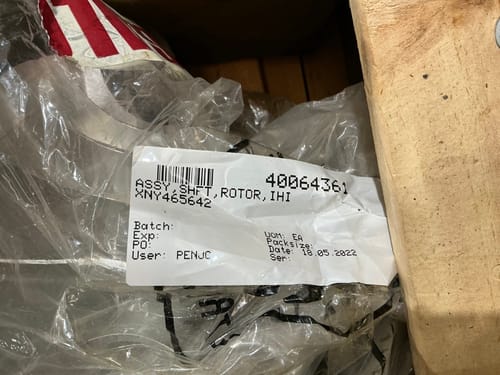 40064361
ASSY,SHFT,ROTOR,IHI
XNY465642
Batch:
Exp:
PO:
User: PENJC
UOM: EA
Packsize:
Date: 18.05.2022
Ser: